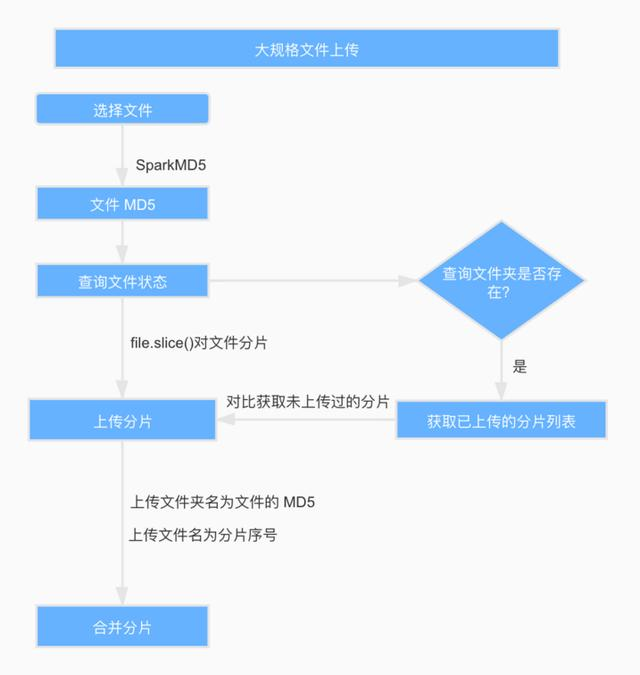 大规格文件上传
选择文件
SparkMD5
文件 MD5
查询文件状态
查询文件夹是否存
在?
file.slice()对文件分片
是
对比获取未上传过的分片
上传分片
获取已上传的分片列表
上传文件夹名为文件的 MD5
上传文件名为分片序号
合并分片